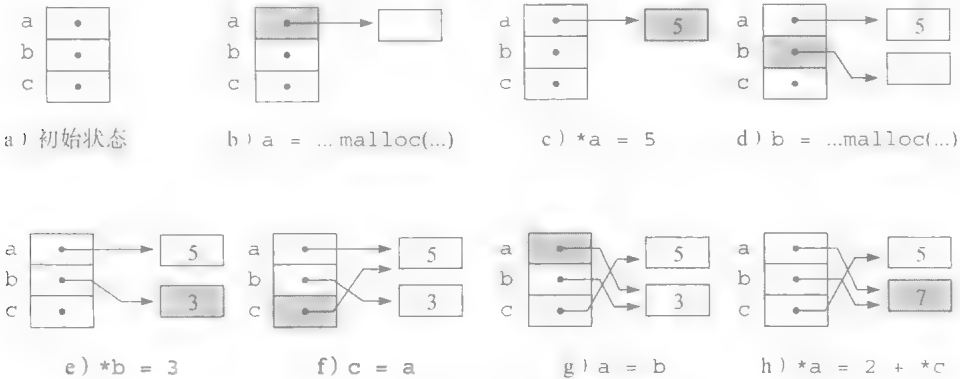 a
b
c
a) 初始状态
a
b
c
b) a = ...malloc(...)
a
b
c
5
c) *a = 5
a
b
c
5
d) b = ...malloc(...)
a
b
c
5
3
e) *b = 3
a
b
c
5
3
f) c = a
a
b
c
5
3
g) a = b
a
b
c
5
7
h) *a = 2 + *c